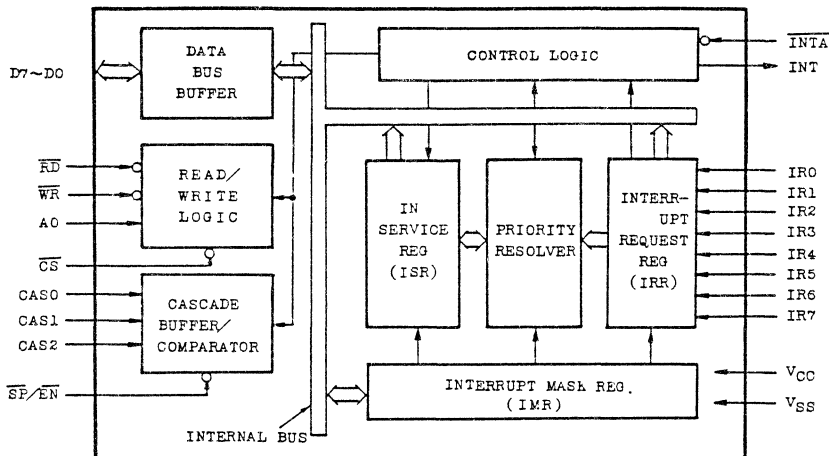 D7~D0
DATA
BUS
BUFFER
CONTROL LOGIC
INTA
INT
RD
WR
A0
CS
READ/
WRITE
LOGIC
CAS0
CAS1
CAS2
SP/EN
CASCADE
BUFFER/
COMPARATOR
IN
SERVICE
REG
(ISR)
PRIORITY
RESOLVER
INTER-
RUPT
REQUEST
REG
(IRR)
IR0
IR1
IR2
IR3
IR4
IR5
IR6
IR7
INTERRUPT MASK REG.
(IMR)
VCC
VSS
INTERNAL BUS